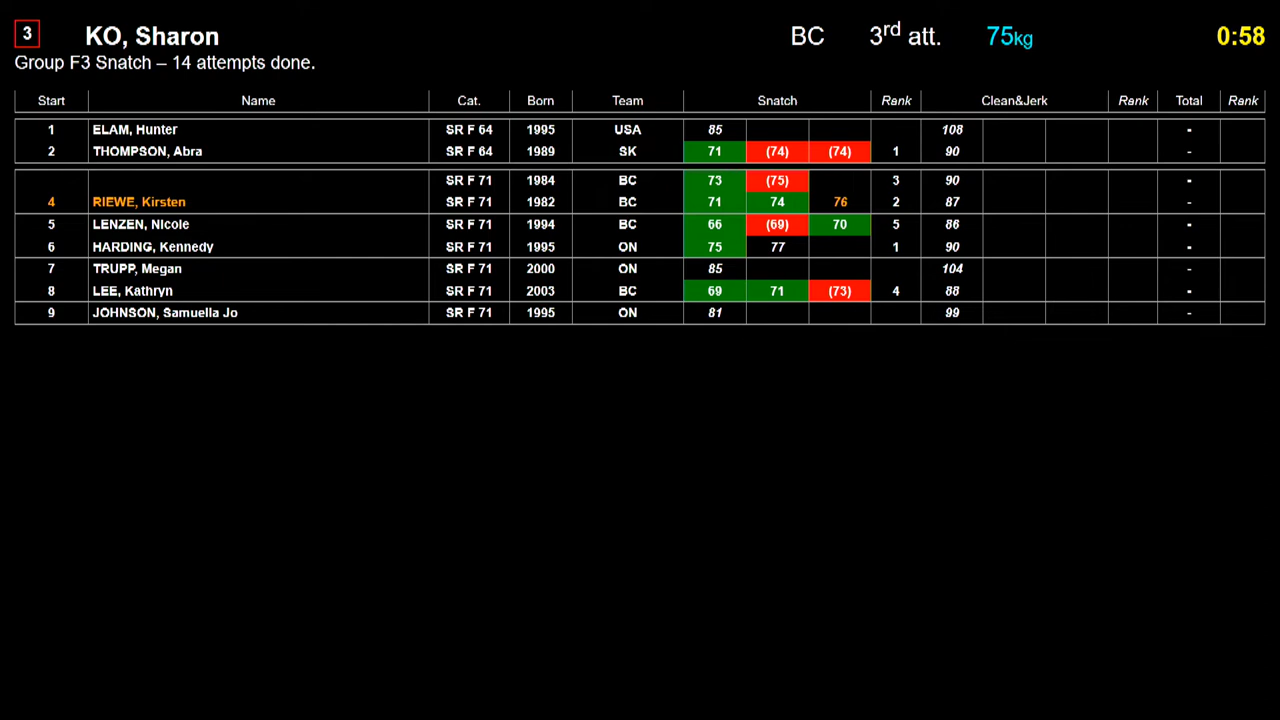 3 KO, Sharon BC 3rd att. 75kg 0:58
Group F3 Snatch – 14 attempts done.
Start Name Cat. Born Team Snatch Rank Clean&Jerk Rank Total Rank
1 ELAM, Hunter SR F 64 1995 USA 85 108 -
2 THOMPSON, Abra SR F 64 1989 SK 71 (74) (74) 1 90 -
SR F 71 1984 BC 73 (75) 3 90 -
4 RIEWE, Kirsten SR F 71 1982 BC 71 74 76 2 87 -
5 LENZEN, Nicole SR F 71 1994 BC 66 (69) 70 5 86 -
6 HARDING, Kennedy SR F 71 1995 ON 75 77 1 90 -
7 TRUPP, Megan SR F 71 2000 ON 85 104 -
8 LEE, Kathryn SR F 71 2003 BC 69 71 (73) 4 88 -
9 JOHNSON, Samuella Jo SR F 71 1995 ON 81 99 -